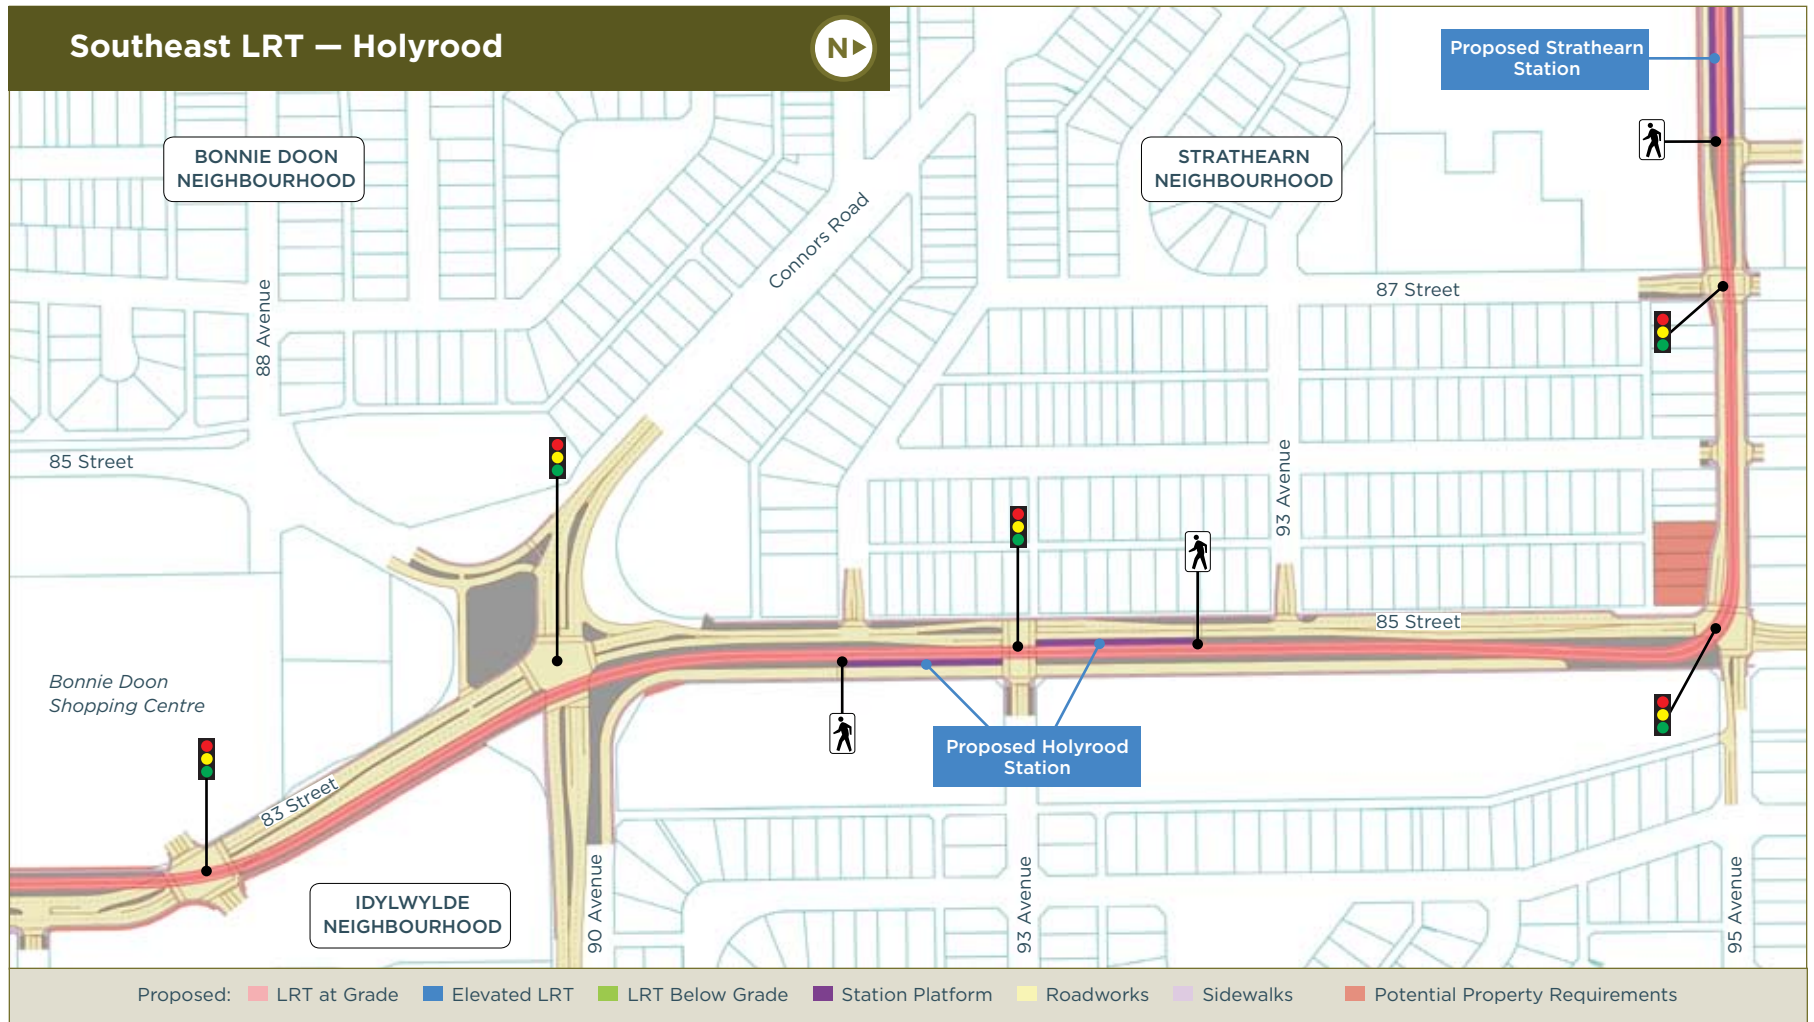 Southeast LRT — Holyrood
N
Proposed Strathearn
Station
BONNIE DOON
NEIGHBOURHOOD
STRATHEARN
NEIGHBOURHOOD
Connors Road
88 Avenue
87 Street
85 Street
93 Avenue
85 Street
Bonnie Doon
Shopping Centre
Proposed Holyrood
Station
83 Street
IDYLWYLDE
NEIGHBOURHOOD
90 Avenue
93 Avenue
95 Avenue
Proposed: LRT at Grade Elevated LRT LRT Below Grade Station Platform Roadworks Sidewalks Potential Property Requirements